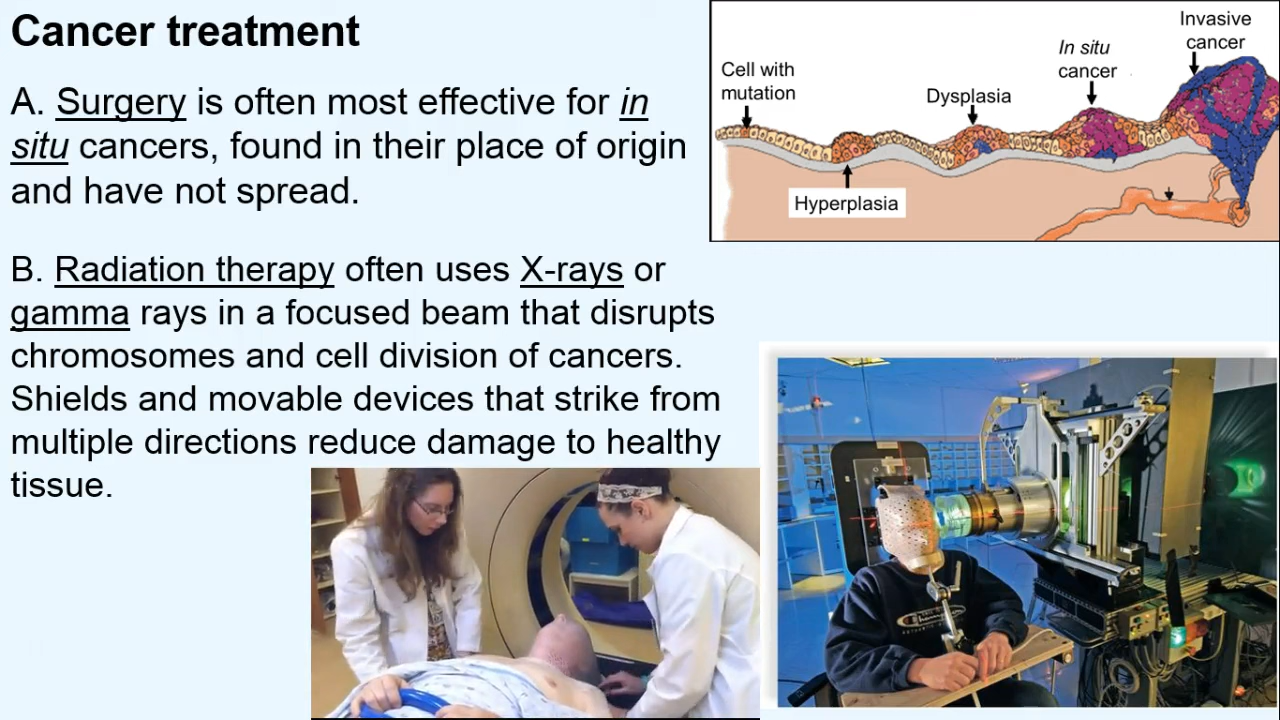 Cancer treatment
A. Surgery is often most effective for in
situ cancers, found in their place of origin
and have not spread.
B. Radiation therapy often uses X-rays or
gamma rays in a focused beam that disrupts
chromosomes and cell division of cancers.
Shields and movable devices that strike from
multiple directions reduce damage to healthy
tissue.
Cell with
mutation
Hyperplasia
Dysplasia
In situ
cancer
Invasive
cancer